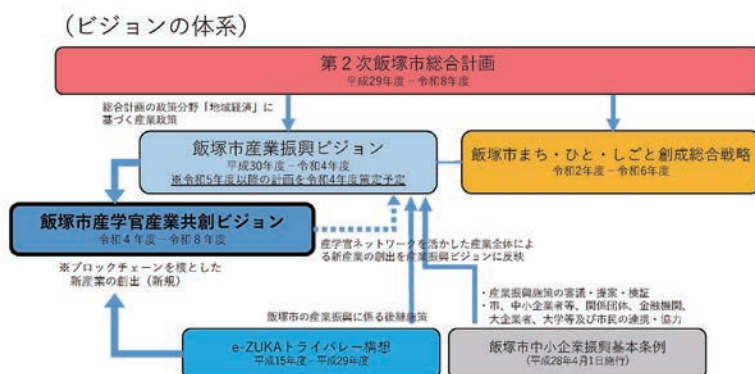 (ビジョンの体系)
第2次飯塚市総合計画
平成29年度－令和8年度
総合計画の政策分野「地域経済」に
基づく産業政策
飯塚市産業振興ビジョン
平成30年度－令和4年度
※令和5年度以降の計画を令和4年度策定予定
飯塚市まち・ひと・しごと創成総合戦略
令和2年度－令和6年度
飯塚市産学官産業共創ビジョン
令和4年度－令和8年度
産学官ネットワークを活かした産業全体によ
る新産業の創出を産業振興ビジョンに反映
※ブロックチェーンを核とした
新産業の創出（新規）
・産業振興施策の審議・提案・検証
・市、中小企業者等、関係団体、金融機関、
大企業者、大学等及び市民の連携・協力
飯塚市の産業振興に係る後継施策
e-ZUKAトライバレー構想
平成15年度－平成29年度
飯塚市中小企業振興基本条例
（平成28年4月1日施行）